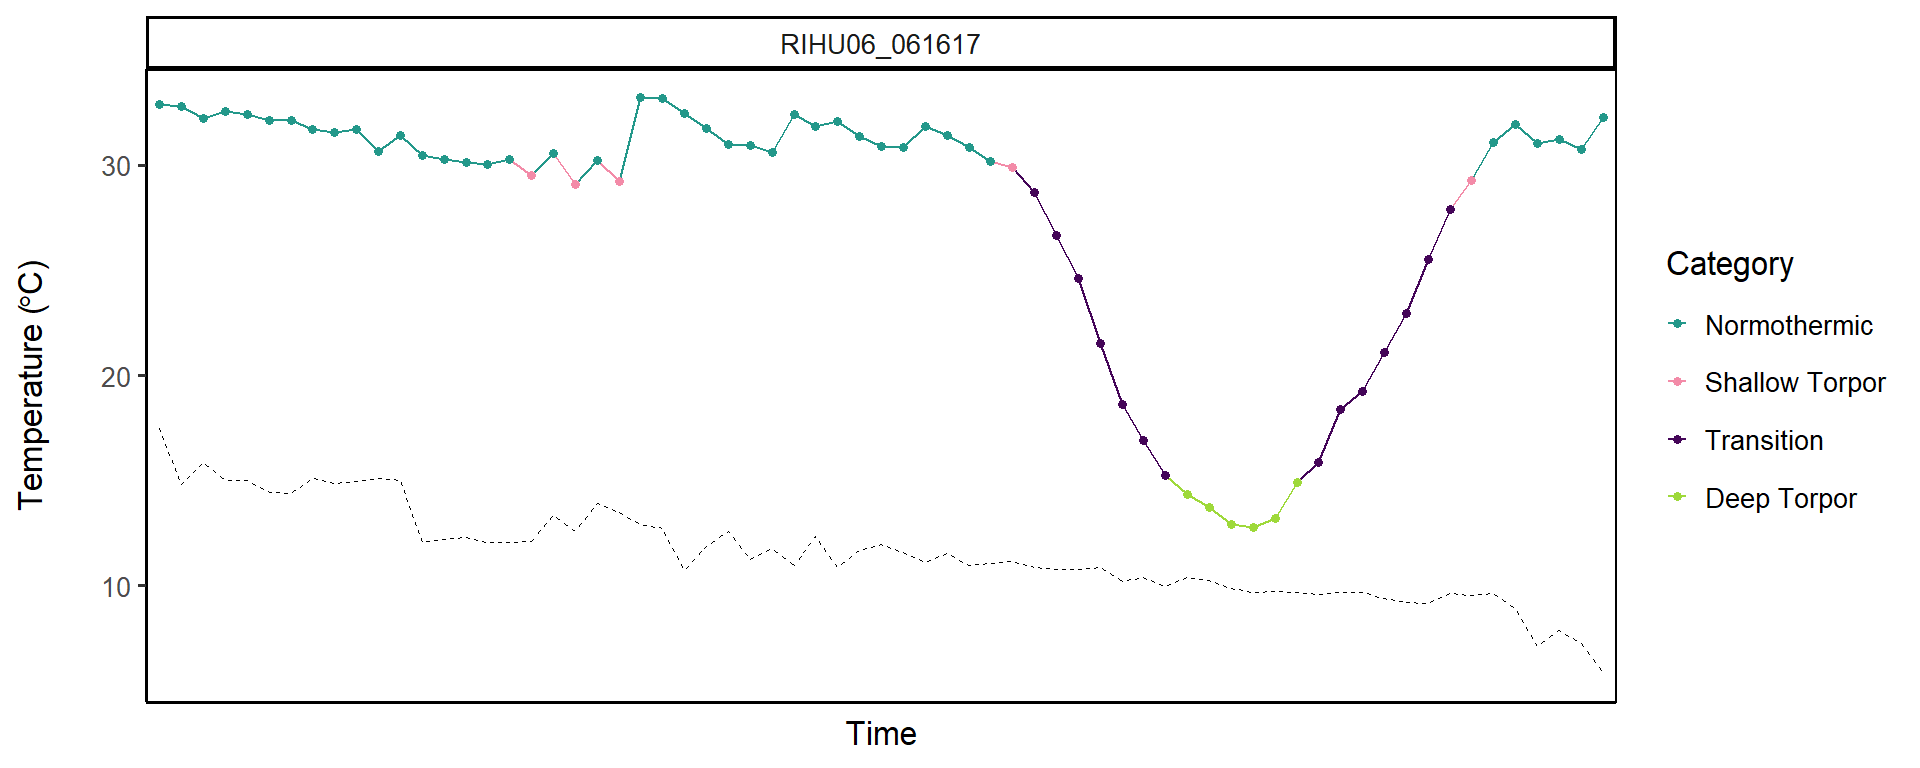 RIHU06_061617
Temperature (°C)
30
20
10
Time
Category
Normothermic
Shallow Torpor
Transition
Deep Torpor